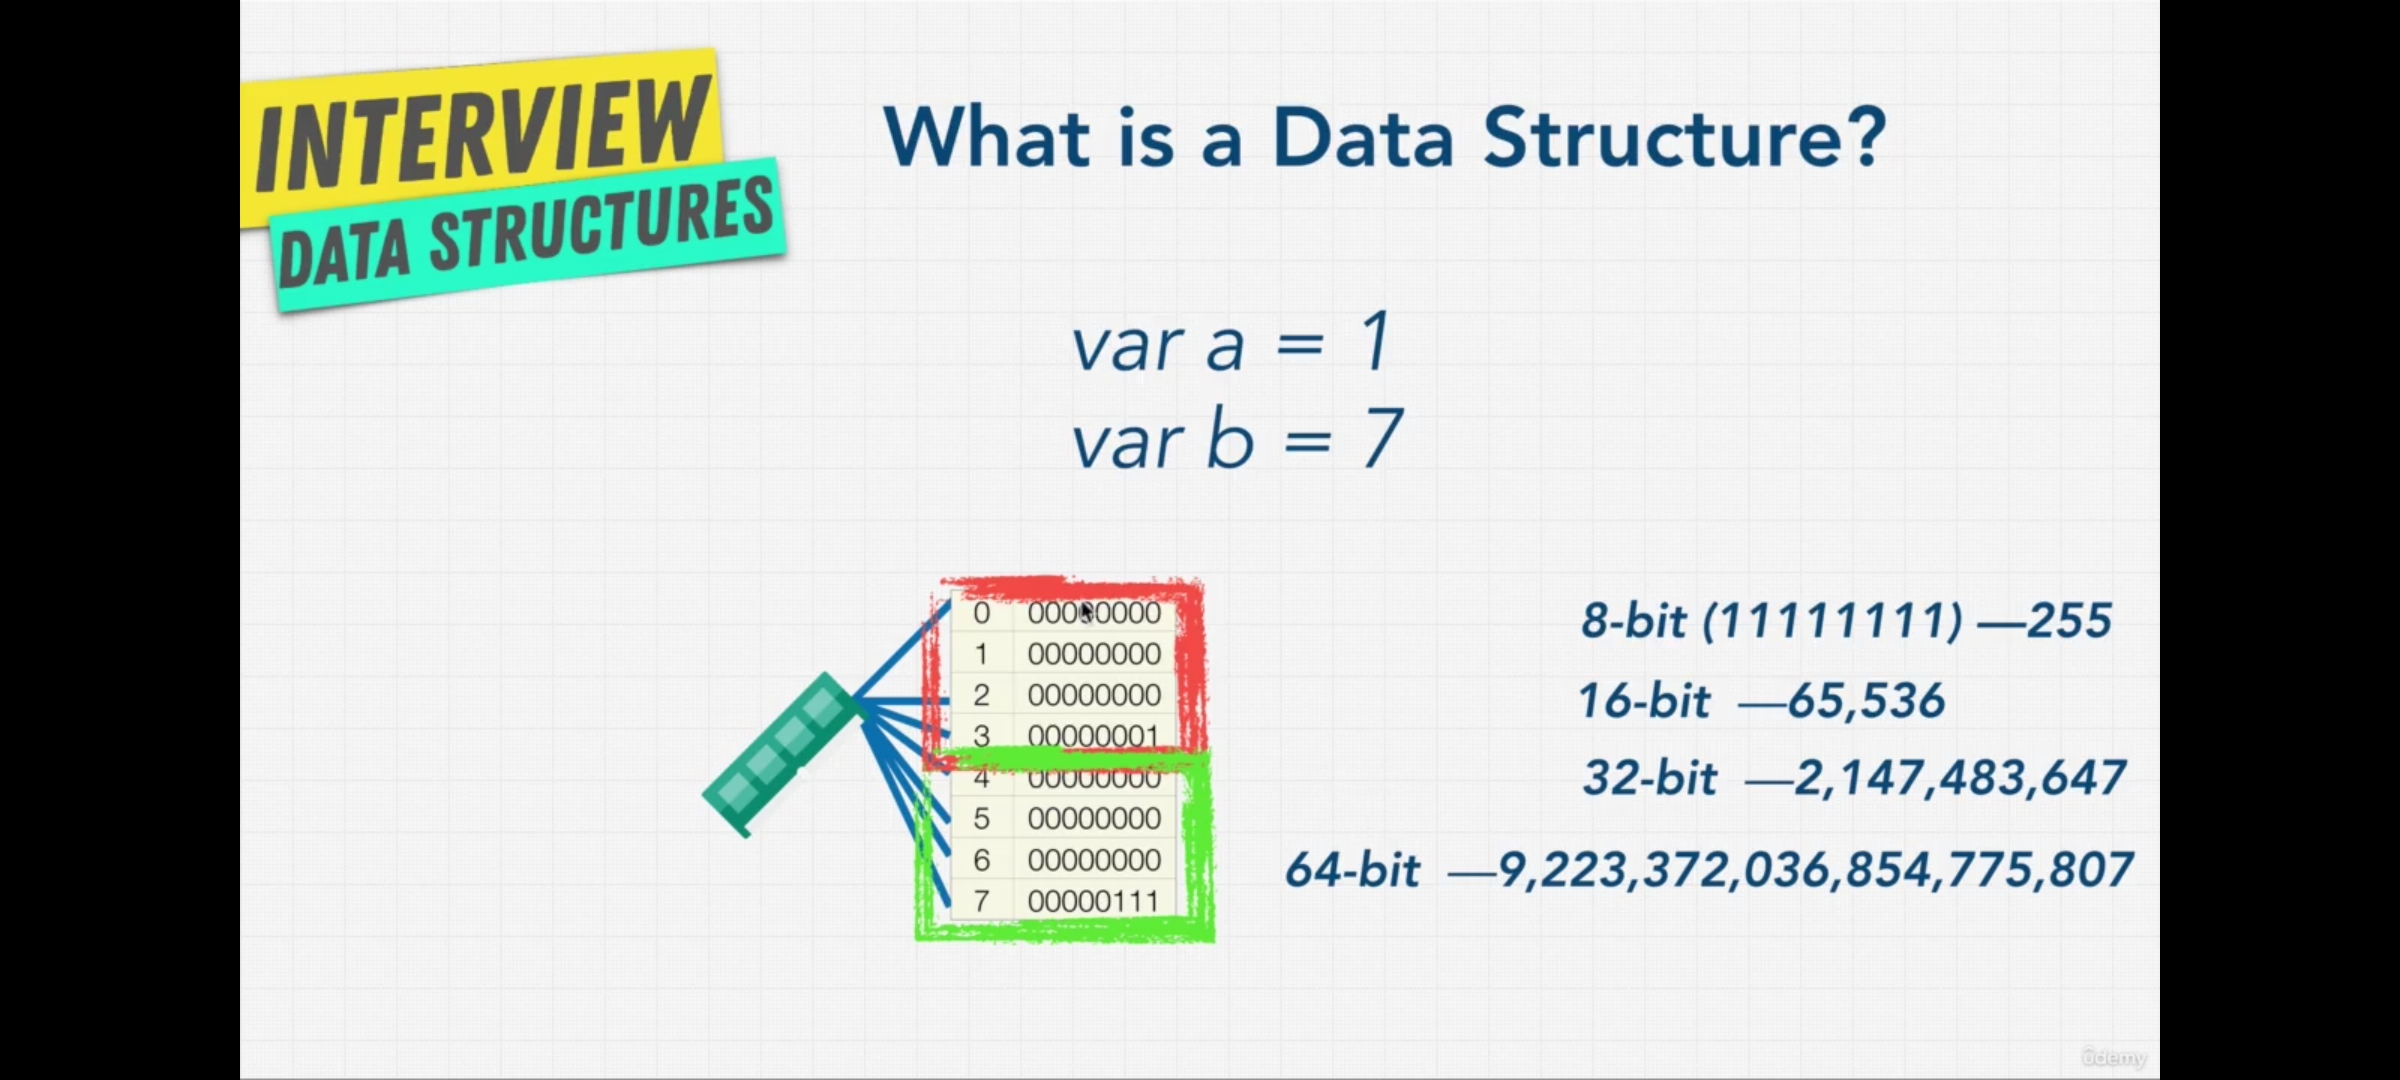 INTERVIEW
DATA STRUCTURES
What is a Data Structure?
var a = 1
var b = 7
0 00000000
1 00000000
2 00000000
3 00000001
4 00000000
5 00000000
6 00000000
7 00000111
8-bit (11111111) —255
16-bit —65,536
32-bit —2,147,483,647
64-bit —9,223,372,036,854,775,807
ûdemy